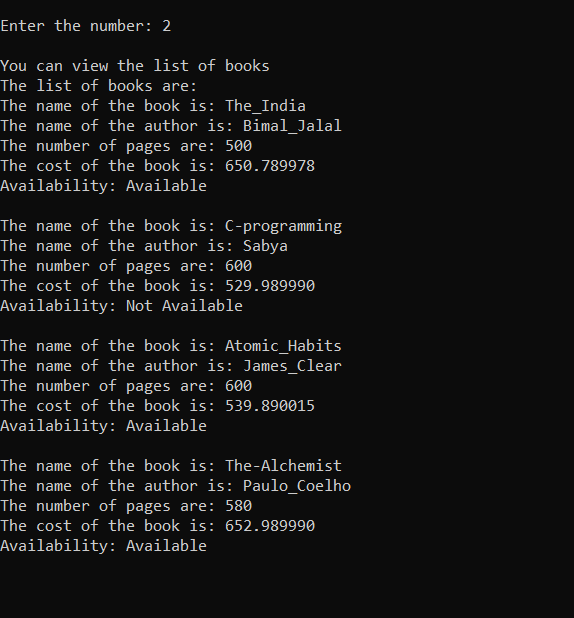 Enter the number: 2
You can view the list of books
The list of books are:
The name of the book is: The_India
The name of the author is: Bimal_Jalal
The number of pages are: 500
The cost of the book is: 650.789978
Availability: Available
The name of the book is: C-programming
The name of the author is: Sabya
The number of pages are: 600
The cost of the book is: 529.989990
Availability: Not Available
The name of the book is: Atomic_Habits
The name of the author is: James_Clear
The number of pages are: 600
The cost of the book is: 539.890015
Availability: Available
The name of the book is: The-Alchemist
The name of the author is: Paulo_Coelho
The number of pages are: 580
The cost of the book is: 652.989990
Availability: Available